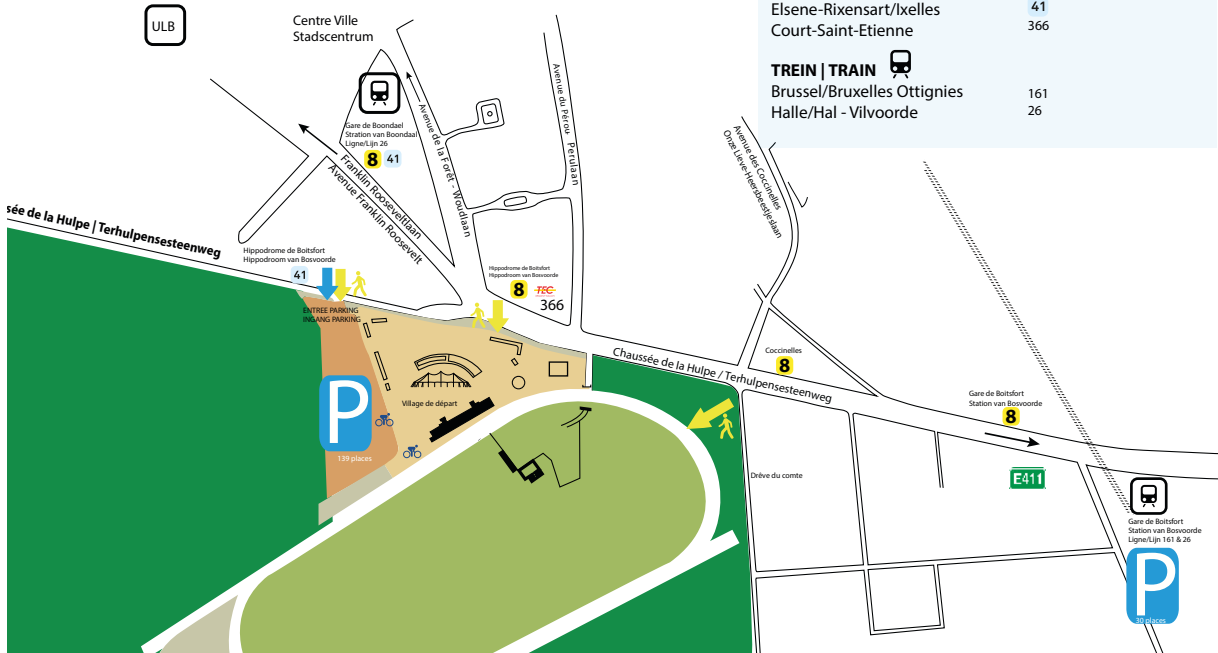 ULB
Centre Ville
Stadscentrum
Elsene-Rixensart/Ixelles 41
Court-Saint-Etienne 366
TREIN | TRAIN
Brussel/Bruxelles Ottignies 161
Halle/Hal - Vilvoorde 26
Gare de Boondael
Stration van Boondaal
Ligne/Lijn 26
8 41
Avenue de la Forêt - Woudlaan
Avenue du Pérou - Perulaan
Avenue des Coccinelles
Onze Lieve-Heersbeestjeslaan
Franklin Rooseveltlaan
Avenue Franklin Roosevelt
sée de la Hulpe | Terhulpensesteenweg
Hippodrome de Boitsfort
Hippodroom van Bosvoorde
41
ENTREE PARKING
INGANG PARKING
Hippodrome de Boitsfort
Hippodroom van Bosvoorde
8 TEC
366
Chaussée de la Hulpe / Terhulpensesteenweg
Coccinelles
8
Village de départ
P
139 places
Gare de Boitsfort
Station van Bosvoorde
8
Drève du comte
E411
Gare de Boitsfort
Station van Bosvoorde
Ligne/Lijn 161 & 26
P
30 places